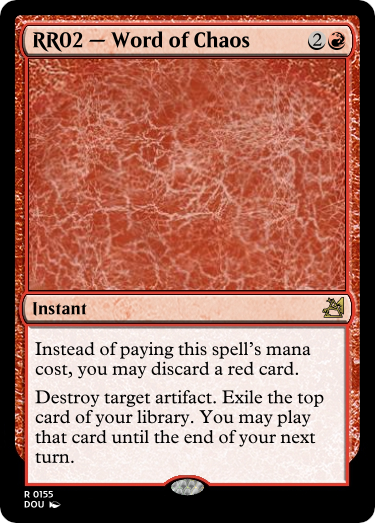 RR02 — Word of Chaos 2
Instant
Instead of paying this spell's mana
cost, you may discard a red card.
Destroy target artifact. Exile the top
card of your library. You may play
that card until the end of your next
turn.
R 0155
DOU